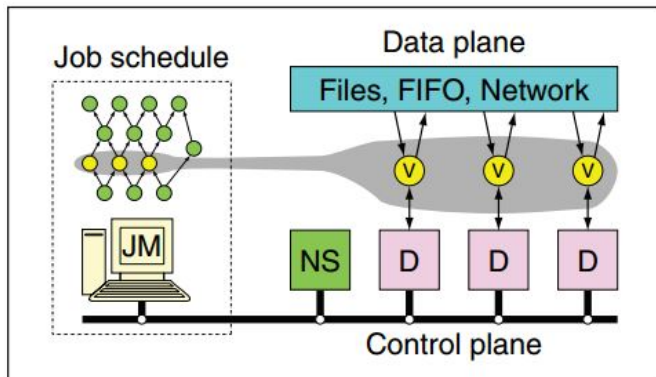 Job schedule
Data plane
Files, FIFO, Network
V V V
JM
NS D D D
Control plane